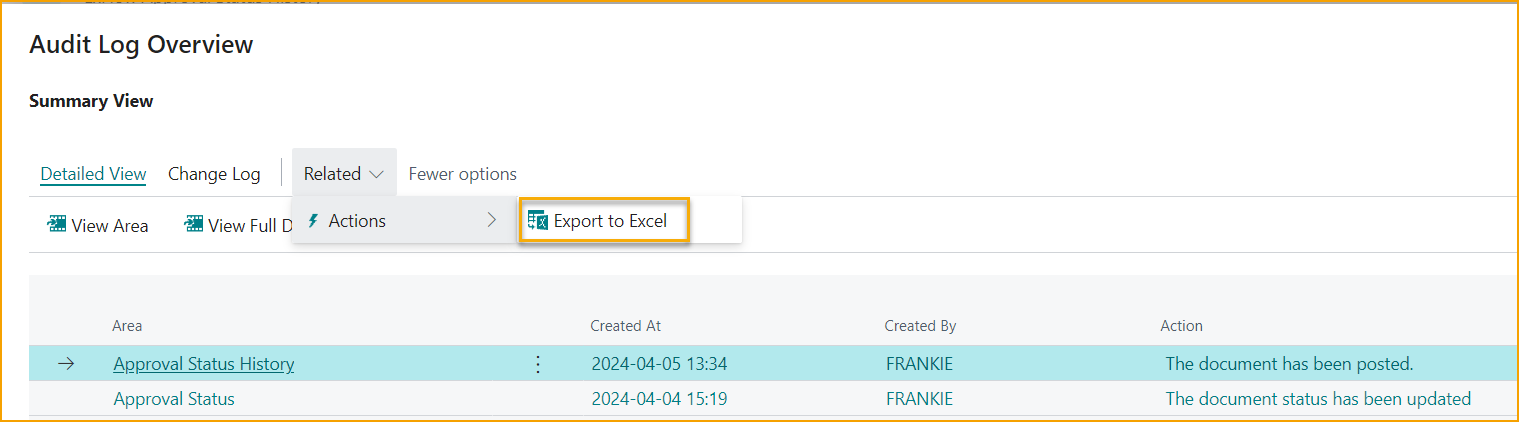 Audit Log Overview
Summary View
Detailed View Change Log Related Fewer options
View Area View Full D Actions Export to Excel
Area Created At Created By Action
Approval Status History 2024-04-05 13:34 FRANKIE The document has been posted.
Approval Status 2024-04-04 15:19 FRANKIE The document status has been updated